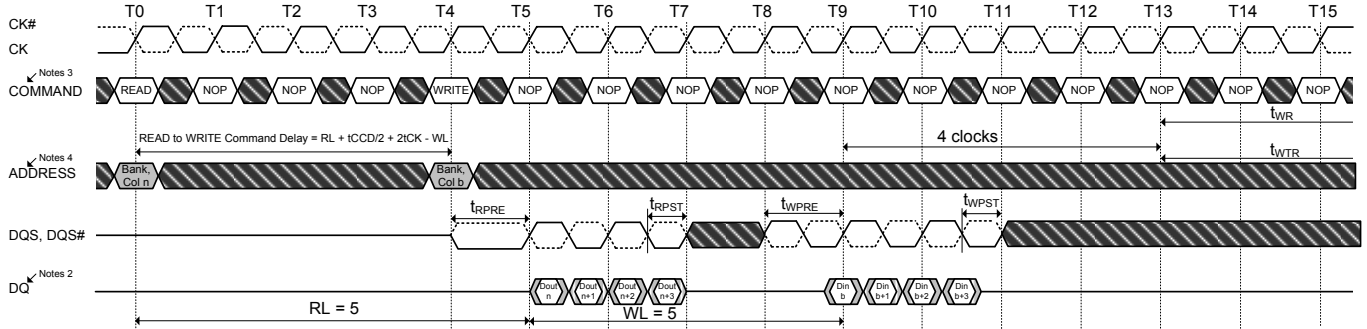 T0 T1 T2 T3 T4 T5 T6 T7 T8 T9 T10 T11 T12 T13 T14 T15
CK#
CK
Notes 3
COMMAND READ NOP NOP NOP WRITE NOP NOP NOP NOP NOP NOP NOP NOP NOP NOP NOP
tWR
READ to WRITE Command Delay = RL + tCCD/2 + 2tCK - WL
4 clocks
tWTR
Notes 4
ADDRESS
Bank, Col n
Bank, Col b
tRPRE tRPST tWPRE tWPST
DQS, DQS#
Notes 2
DQ
Dout n
Dout n+1
Dout n+2
Dout n+3
Din b
Din b+1
Din b+2
Din b+3
RL = 5 WL = 5